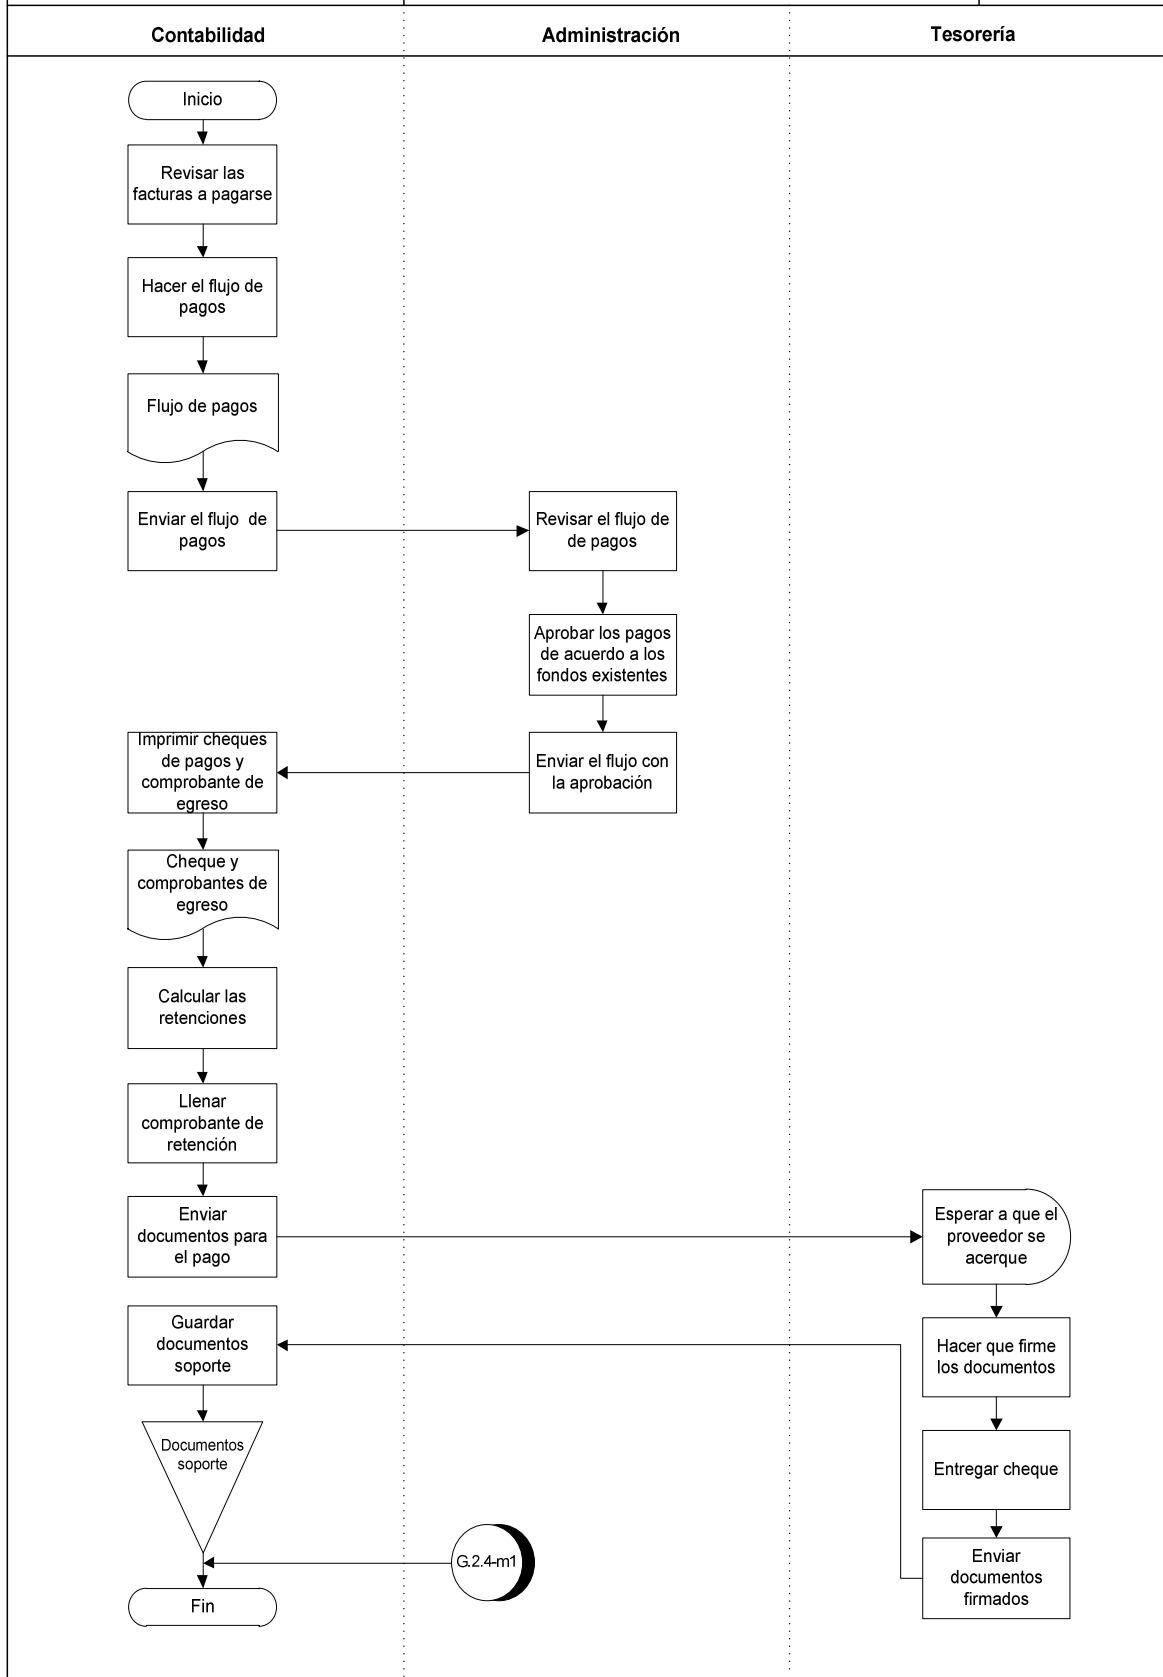 Contabilidad
Administración
Tesorería
Inicio
Revisar las
facturas a pagarse
Hacer el flujo de
pagos
Flujo de pagos
Enviar el flujo de
pagos
Revisar el flujo de
de pagos
Aprobar los pagos
de acuerdo a los
fondos existentes
Enviar el flujo con
la aprobación
Imprimir cheques
de pagos y
comprobante de
egreso
Cheque y
comprobantes de
egreso
Calcular las
retenciones
Llenar
comprobante de
retención
Enviar
documentos para
el pago
Esperar a que el
proveedor se
acerque
Hacer que firme
los documentos
Entregar cheque
Enviar
documentos
firmados
Guardar
documentos
soporte
Documentos
soporte
G.2.4-m1
Fin